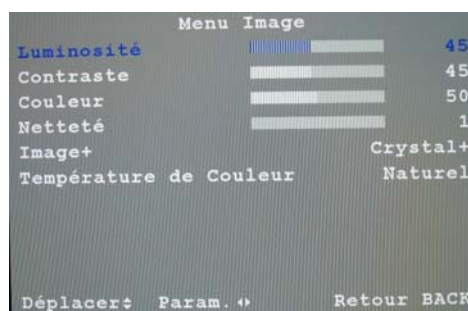 Menu Image
Luminosité 45
Contraste 45
Couleur 50
Netteté 1
Image+ Crystal+
Température de Couleur Naturel
Déplacer Param. Retour BACK